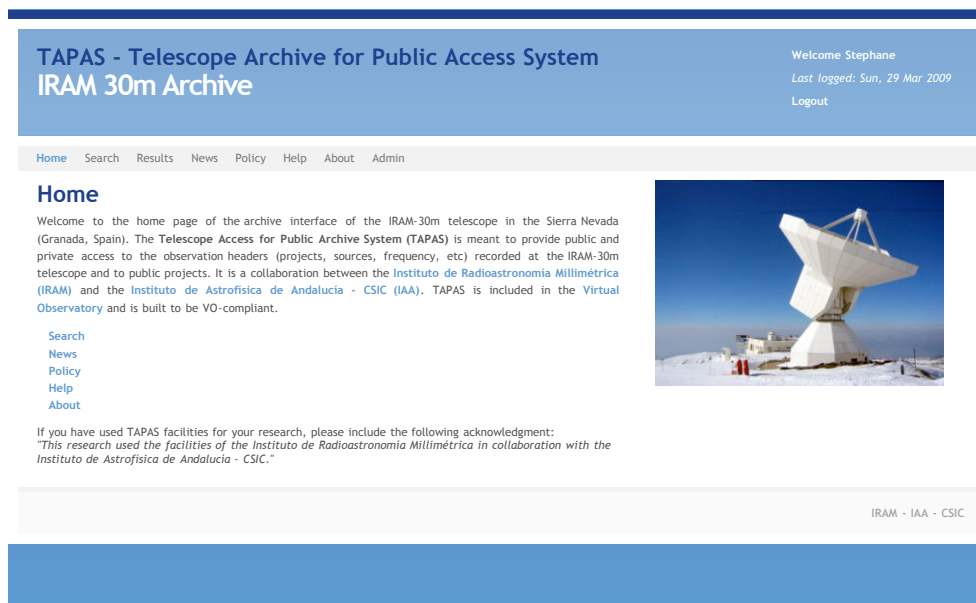 TAPAS - Telescope Archive for Public Access System
IRAM 30m Archive
Welcome Stephane
Last logged: Sun, 29 Mar 2009
Logout
Home Search Results News Policy Help About Admin
Home
Welcome to the home page of the archive interface of the IRAM-30m telescope in the Sierra Nevada
(Granada, Spain). The Telescope Access for Public Archive System (TAPAS) is meant to provide public and
private access to the observation headers (projects, sources, frequency, etc) recorded at the IRAM-30m
telescope and to public projects. It is a collaboration between the Instituto de Radioastronomia Millimétrica
(IRAM) and the Instituto de Astrofisica de Andalucia - CSIC (IAA). TAPAS is included in the Virtual
Observatory and is built to be VO-compliant.
Search
News
Policy
Help
About
If you have used TAPAS facilities for your research, please include the following acknowledgment:
"This research used the facilities of the Instituto de Radioastronomia Millimétrica in collaboration with the
Instituto de Astrofisica de Andalucia - CSIC."
IRAM - IAA - CSIC